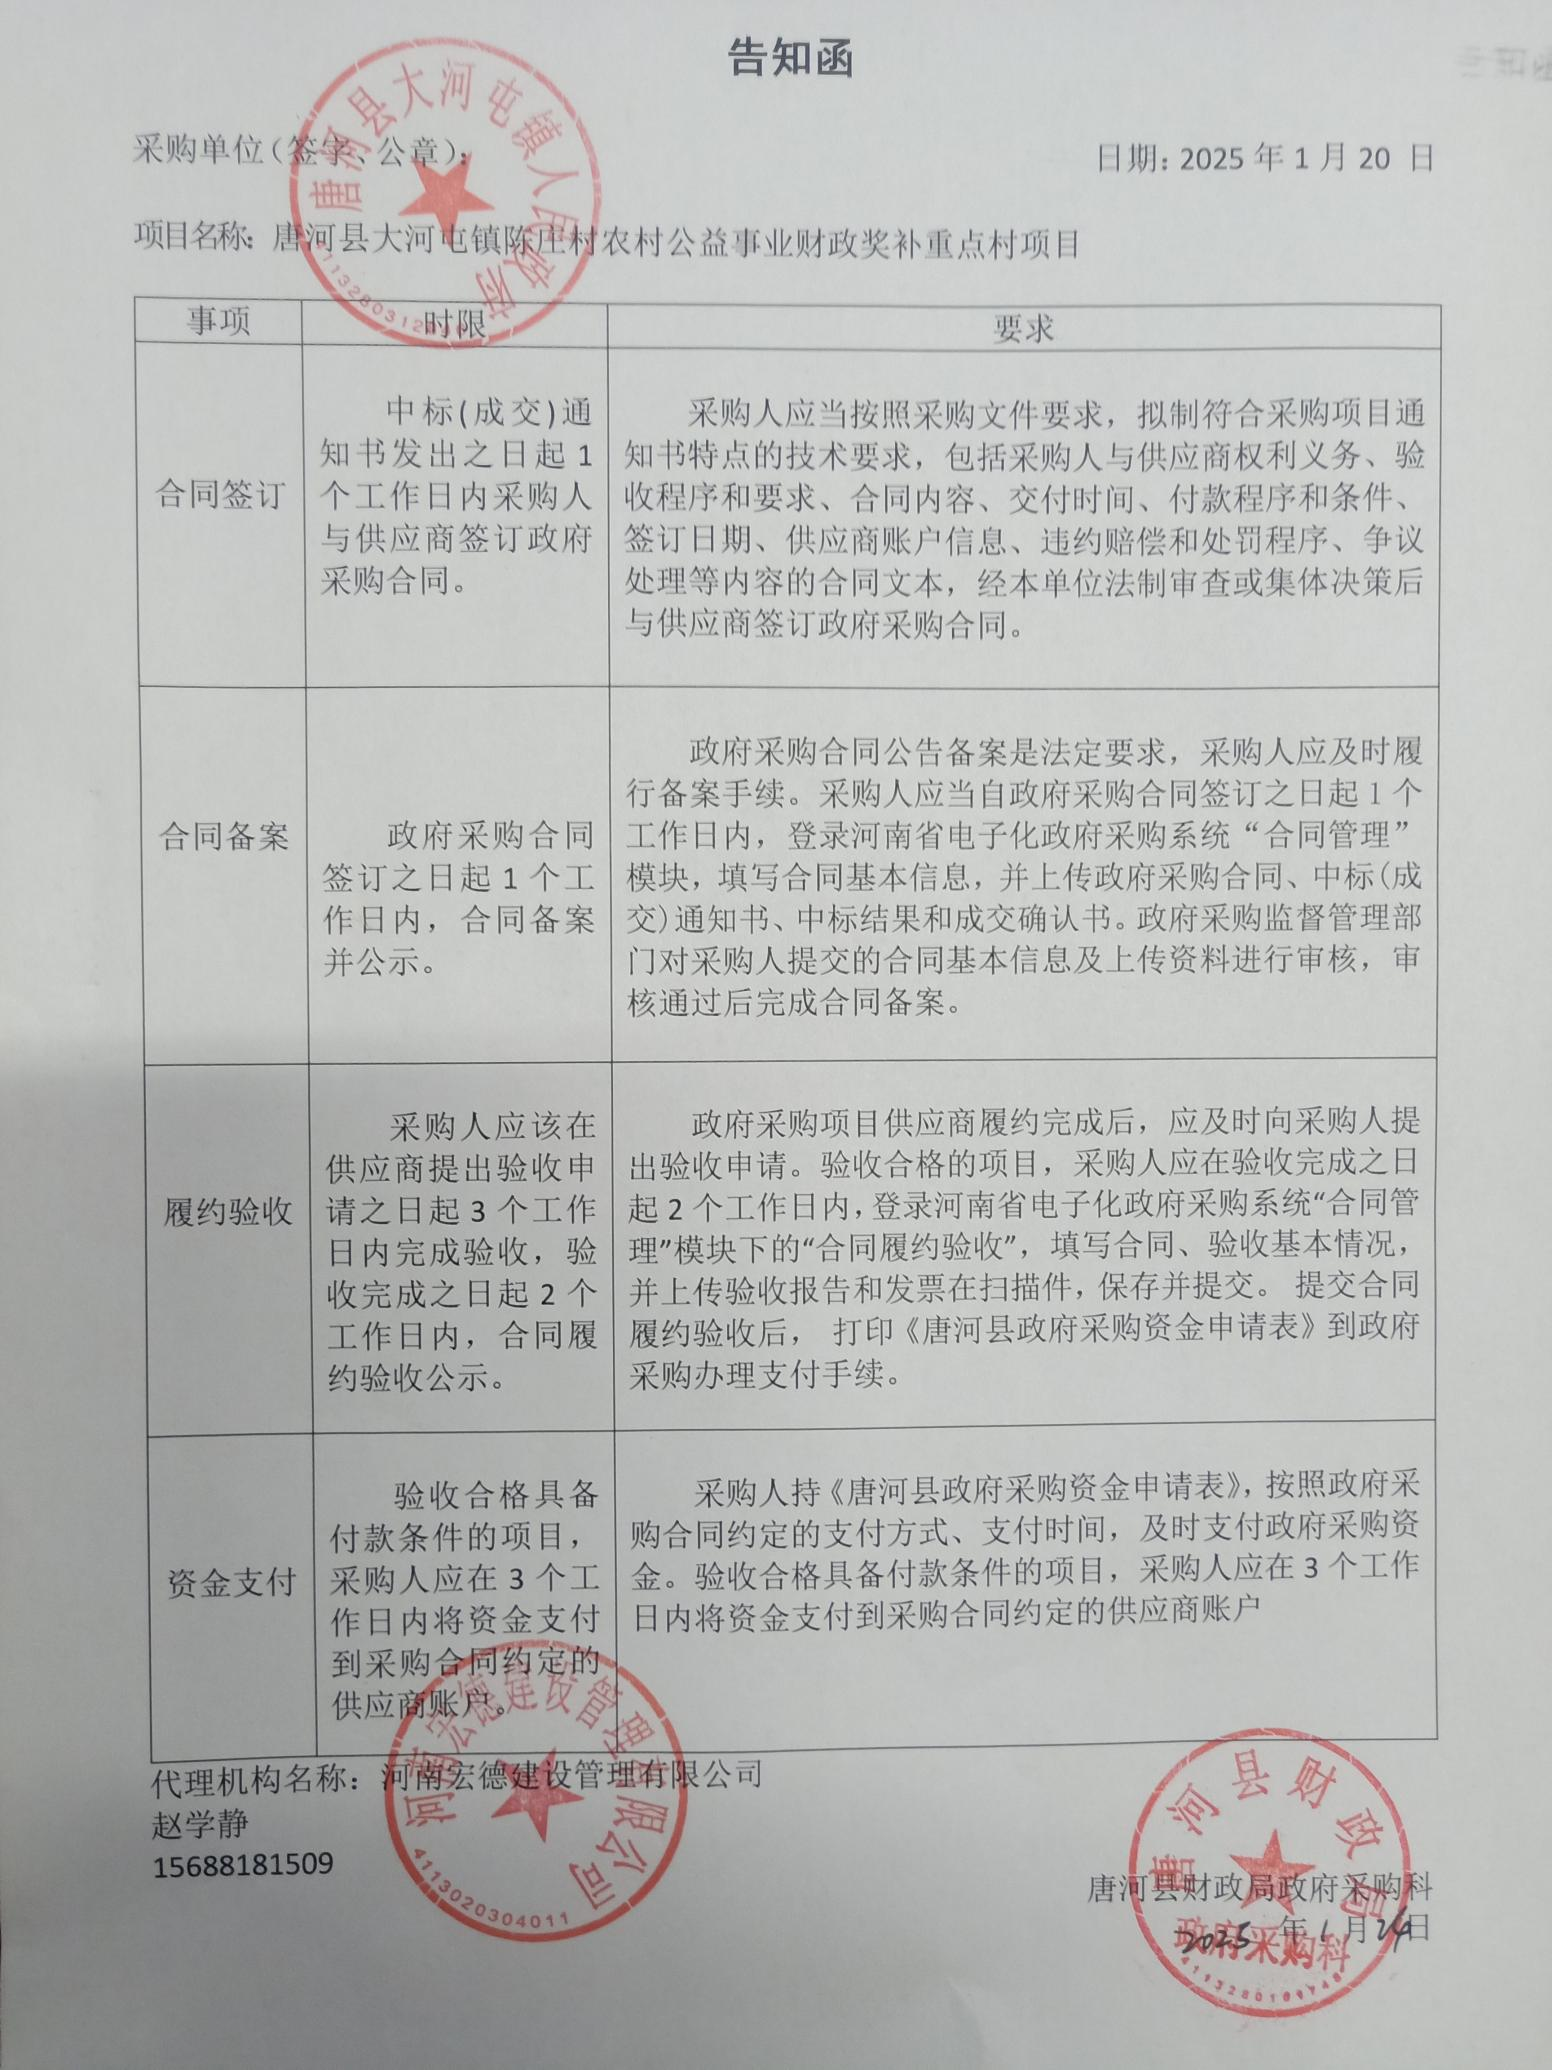 告知函
采购单位（签字、公章）：
日期: 2025 年 1 月 20 日
项目名称: 唐河县大河屯镇陈庄村农村公益事业财政奖补重点村项目
唐河县大河屯镇人民政府
事项
时限
要求
合同签订
中标(成交)通
知书发出之日起 1
个工作日内采购人
与供应商签订政府
采购合同。
采购人应当按照采购文件要求，拟制符合采购项目通
知书特点的技术要求，包括采购人与供应商权利义务、验
收程序和要求、合同内容、交付时间、付款程序和条件、
签订日期、供应商账户信息、违约赔偿和处罚程序、争议
处理等内容的合同文本，经本单位法制审查或集体决策后
与供应商签订政府采购合同。
合同备案
政府采购合同
签订之日起 1 个工
作日内，合同备案
并公示。
政府采购合同公告备案是法定要求，采购人应及时履
行备案手续。采购人应当自政府采购合同签订之日起 1 个
工作日内，登录河南省电子化政府采购系统“合同管理”
模块，填写合同基本信息，并上传政府采购合同、中标(成
交)通知书、中标结果和成交确认书。政府采购监督管理部
门对采购人提交的合同基本信息及上传资料进行审核，审
核通过后完成合同备案。
履约验收
采购人应该在
供应商提出验收申
请之日起 3 个工作
日内完成验收，验
收完成之日起 2 个
工作日内，合同履
约验收公示。
政府采购项目供应商履约完成后，应及时向采购人提
出验收申请。验收合格的项目，采购人应在验收完成之日
起 2 个工作日内，登录河南省电子化政府采购系统“合同管
理”模块下的“合同履约验收”，填写合同、验收基本情况，
并上传验收报告和发票在扫描件，保存并提交。 提交合同
履约验收后， 打印《唐河县政府采购资金申请表》到政府
采购办理支付手续。
资金支付
验收合格具备
付款条件的项目，
采购人应在 3 个工
作日内将资金支付
到采购合同约定的
供应商账户。
采购人持《唐河县政府采购资金申请表》，按照政府采
购合同约定的支付方式、支付时间，及时支付政府采购资
金。验收合格具备付款条件的项目，采购人应在 3 个工作
日内将资金支付到采购合同约定的供应商账户
代理机构名称：河南宏德建设管理有限公司
赵学静
15688181509
河南宏德建设管理有限公司
4113020304011
唐河县财政局政府采购科
2025 年 1 月 24 日
唐河县财政局
政府采购科